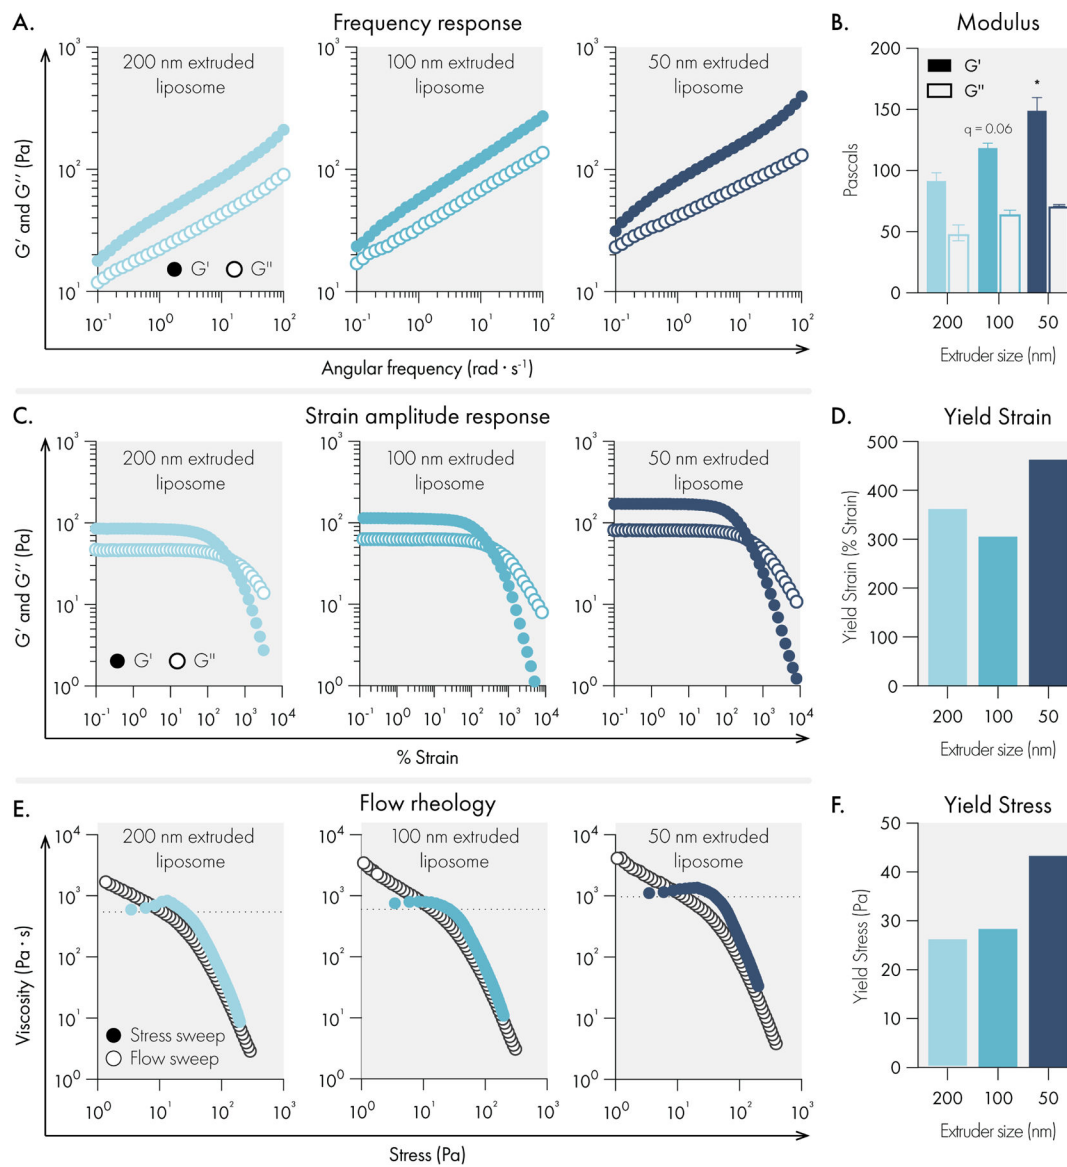 A.
Frequency response
10³
10²
10¹
G' and G'' (Pa)
200 nm extruded
liposome
G'
G''
10⁻¹ 10⁰ 10¹ 10²
10³
10²
10¹
100 nm extruded
liposome
10⁻¹ 10⁰ 10¹ 10²
10³
10²
10¹
50 nm extruded
liposome
10⁻¹ 10⁰ 10¹ 10²
Angular frequency (rad · s⁻¹)
B.
Modulus
200
150
100
50
0
Pascals
G'
G''
q = 0.06
*
200 100 50
Extruder size (nm)
C.
Strain amplitude response
10³
10²
10¹
10⁰
G' and G'' (Pa)
200 nm extruded
liposome
G'
G''
10⁻¹ 10⁰ 10¹ 10² 10³ 10⁴
10³
10²
10¹
10⁰
100 nm extruded
liposome
10⁻¹ 10⁰ 10¹ 10² 10³ 10⁴
10³
10²
10¹
10⁰
50 nm extruded
liposome
10⁻¹ 10⁰ 10¹ 10² 10³ 10⁴
% Strain
D.
Yield Strain
500
400
300
200
100
0
Yield Strain (% Strain)
200 100 50
Extruder size (nm)
E.
Flow rheology
10⁴
10³
10²
10¹
10⁰
Viscosity (Pa · s)
200 nm extruded
liposome
Stress sweep
Flow sweep
10⁰ 10¹ 10² 10³
10⁴
10³
10²
10¹
10⁰
100 nm extruded
liposome
10⁰ 10¹ 10² 10³
10⁴
10³
10²
10¹
10⁰
50 nm extruded
liposome
10⁰ 10¹ 10² 10³
Stress (Pa)
F.
Yield Stress
50
40
30
20
10
0
Yield Stress (Pa)
200 100 50
Extruder size (nm)